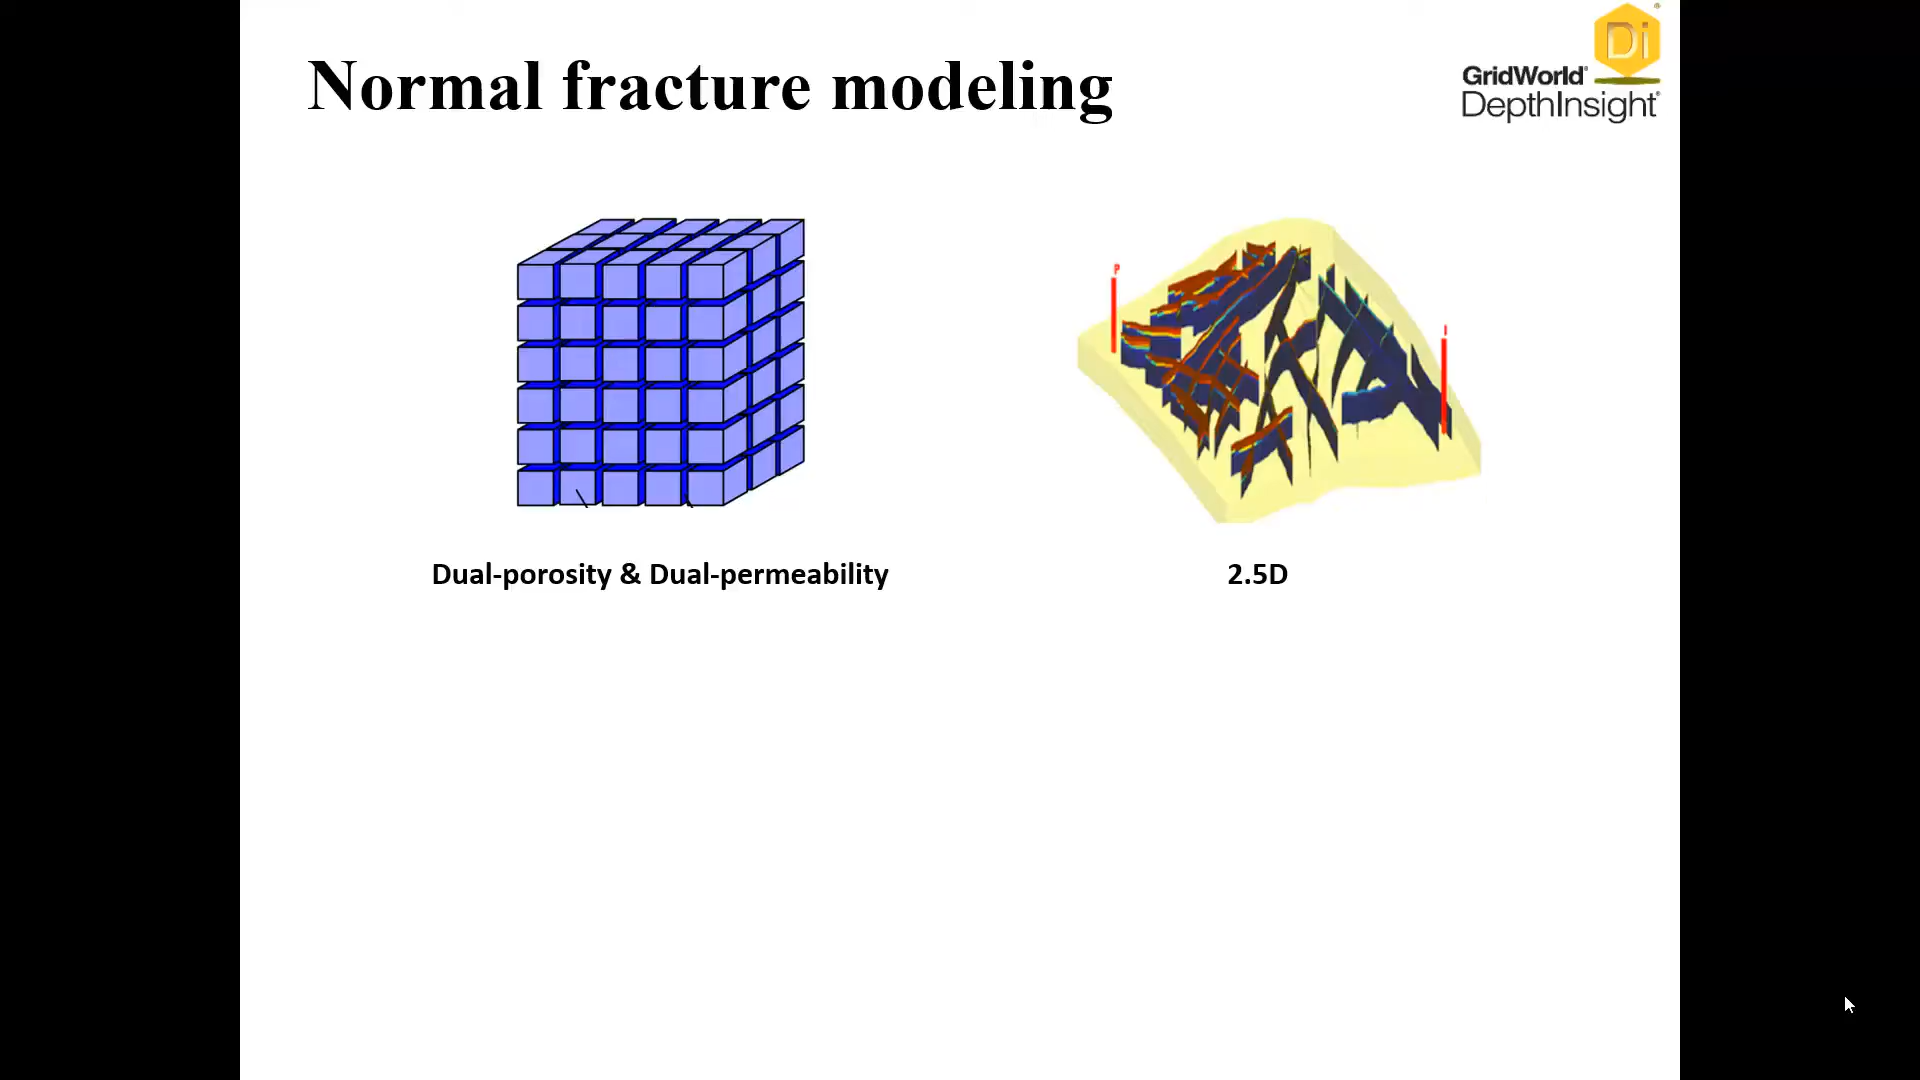 Normal fracture modeling
Di
GridWorld®
DepthInsight®
P
I
Dual-porosity & Dual-permeability
2.5D